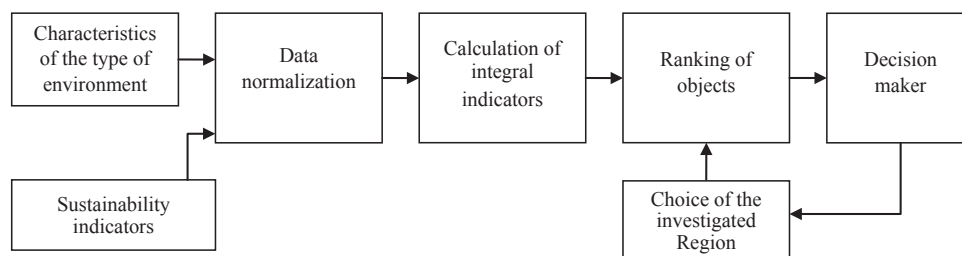 Characteristics
of the type of
environment
Sustainability
indicators
Data
normalization
Calculation of
integral
indicators
Ranking of
objects
Decision
maker
Choice of the
investigated
Region